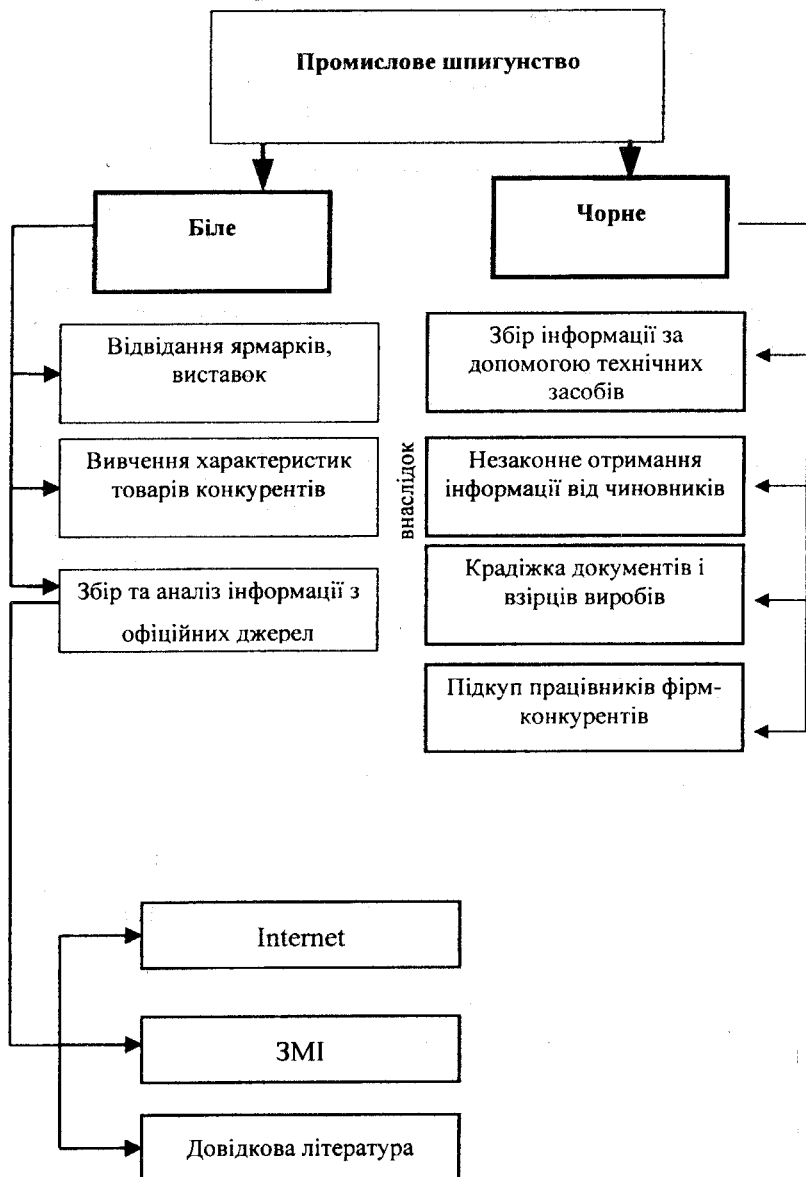 Промислове шпигунство
Біле
Чорне
Відвідання ярмарків,
виставок
Вивчення характеристик
товарів конкурентів
Збір та аналіз інформації з
офіційних джерел
внаслідок
Збір інформації за
допомогою технічних
засобів
Незаконне отримання
інформації від чиновників
Крадіжка документів і
взірців виробів
Підкуп працівників фірм-
конкурентів
Internet
ЗМІ
Довідкова література